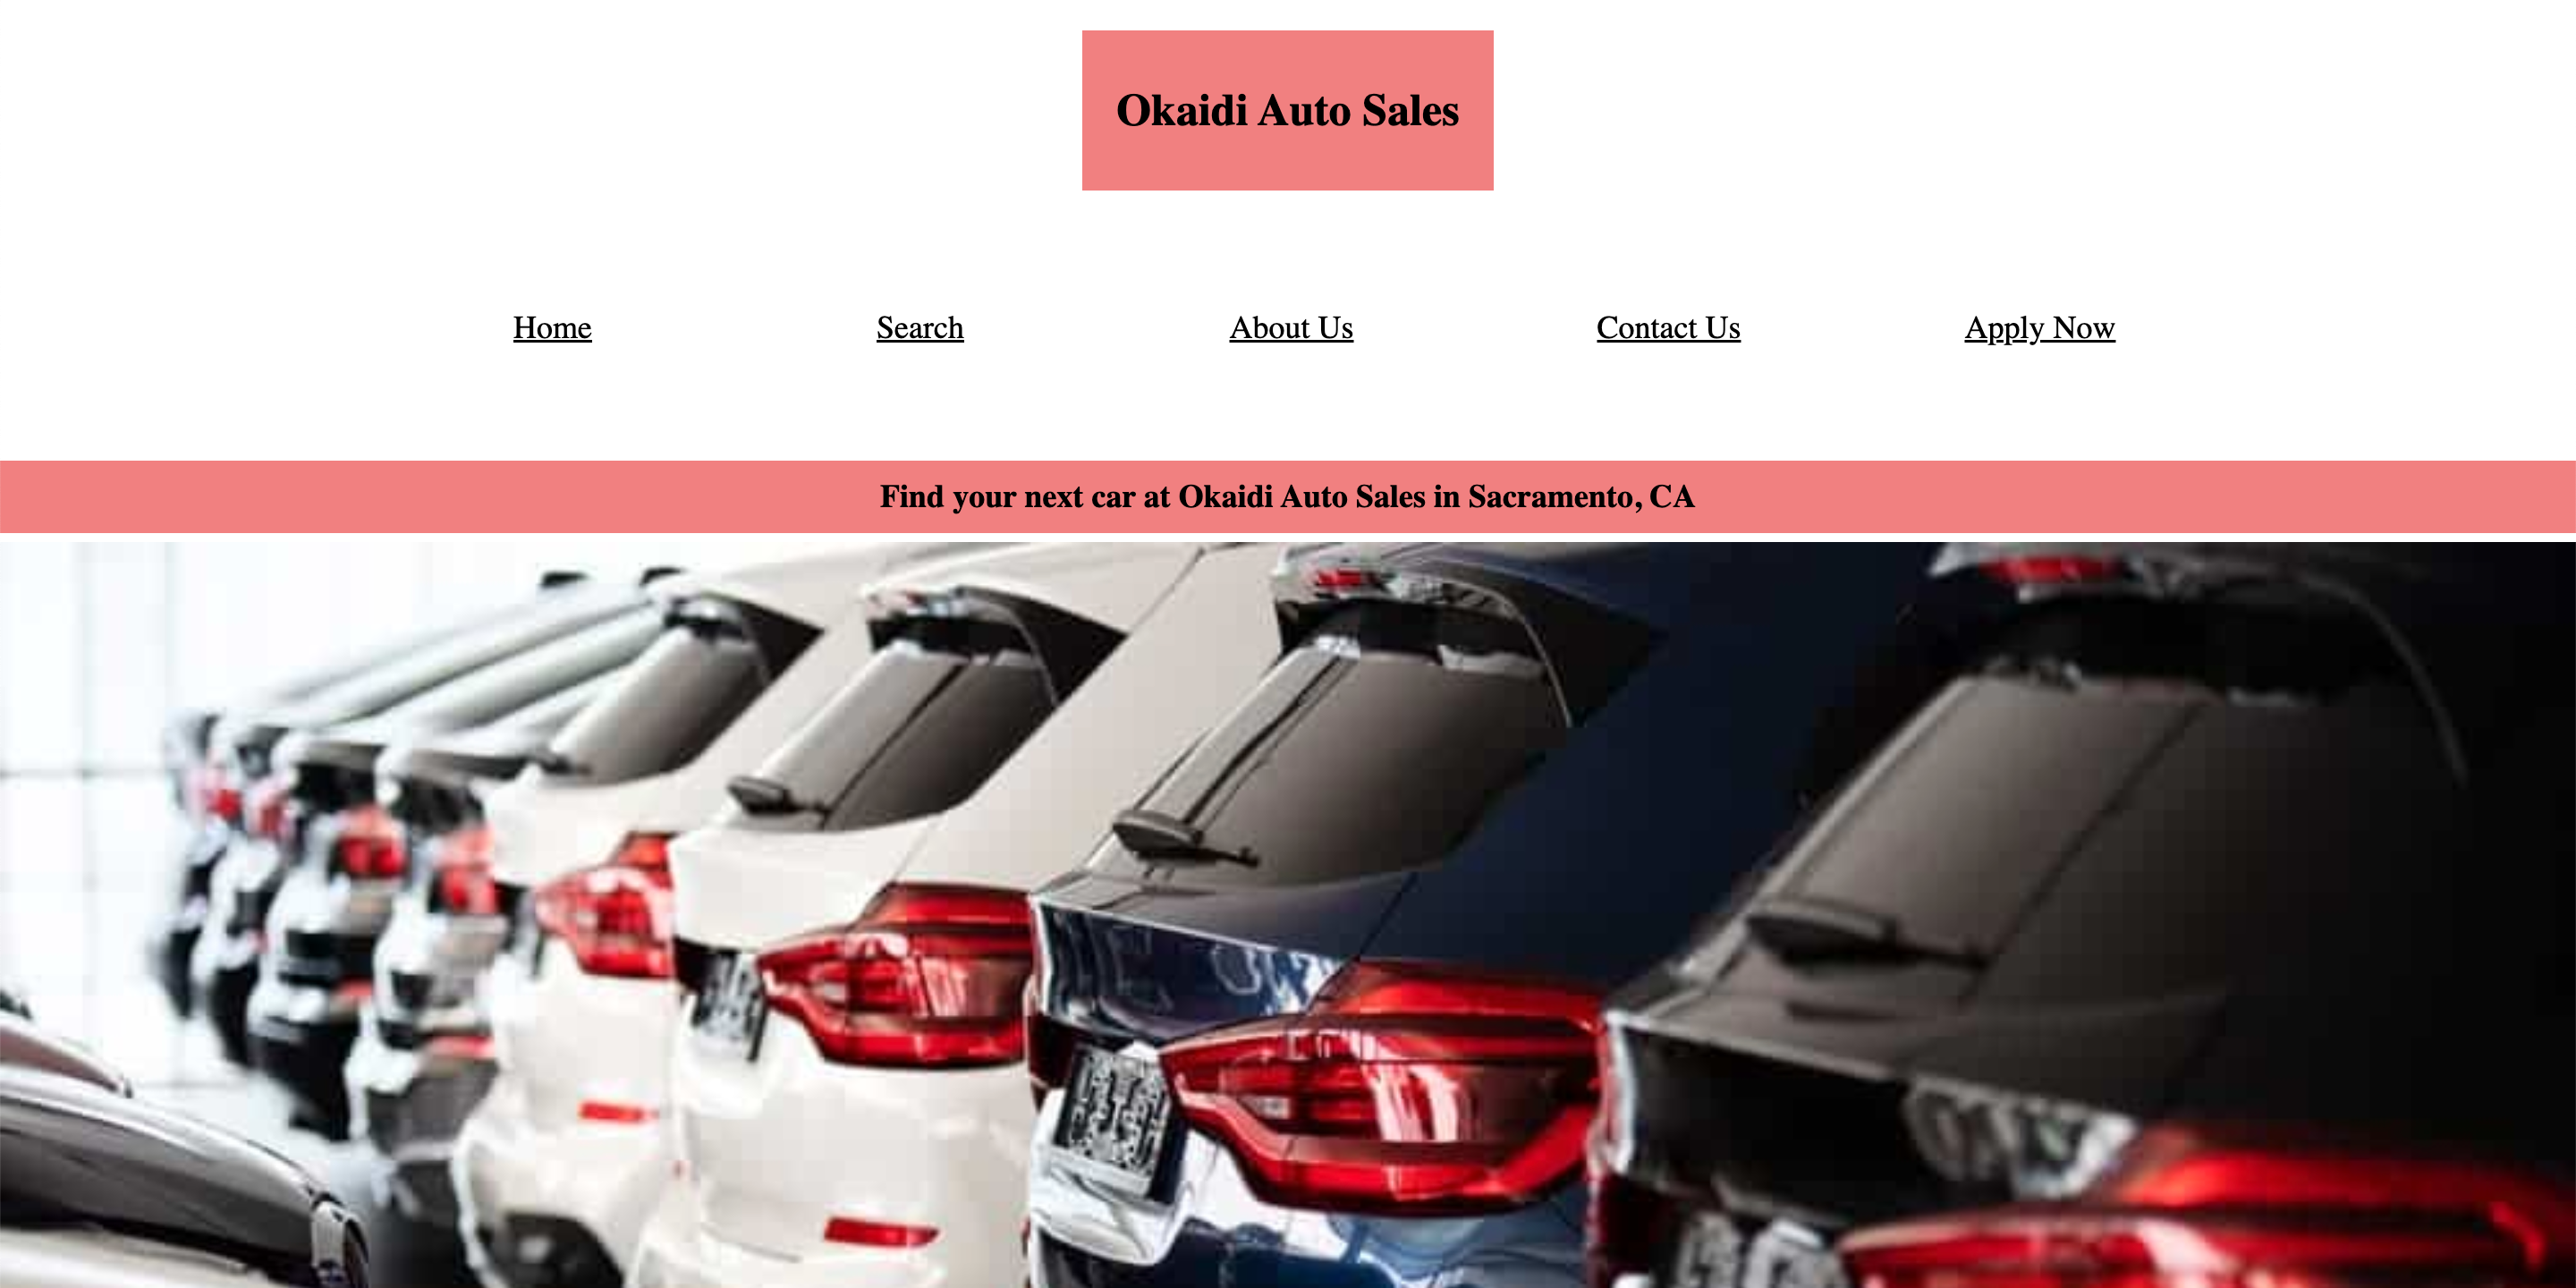 Okaidi Auto Sales
Home Search About Us Contact Us Apply Now
Find your next car at Okaidi Auto Sales in Sacramento, CA